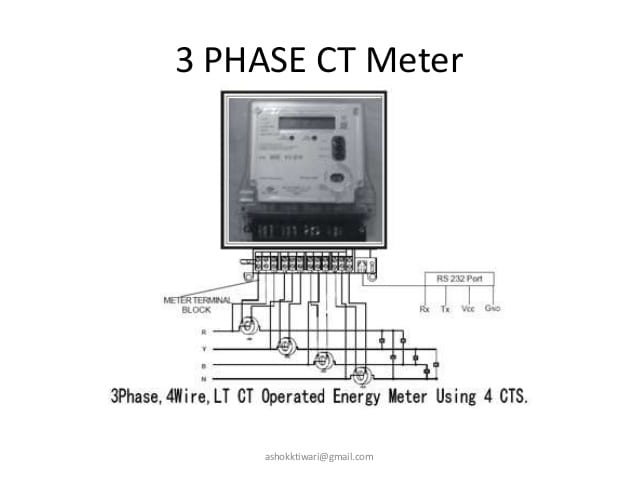 3 PHASE CT Meter
RS 232 Port
METER TERMINAL
BLOCK
Rx Tx Vcc GND
R
Y
B
N
3Phase,4Wire,LT CT Operated Energy Meter Using 4 CTS.
ashokktiwari@gmail.com